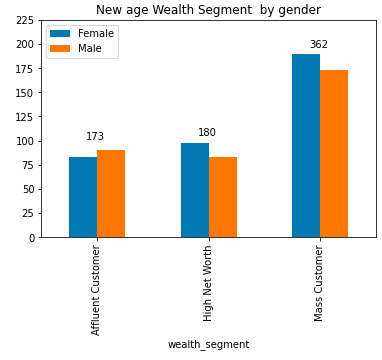 New age Wealth Segment  by gender
225
200
175
150
125
100
75
50
25
0
Female
Male
173
180
362
Affluent Customer
High Net Worth
Mass Customer
wealth_segment